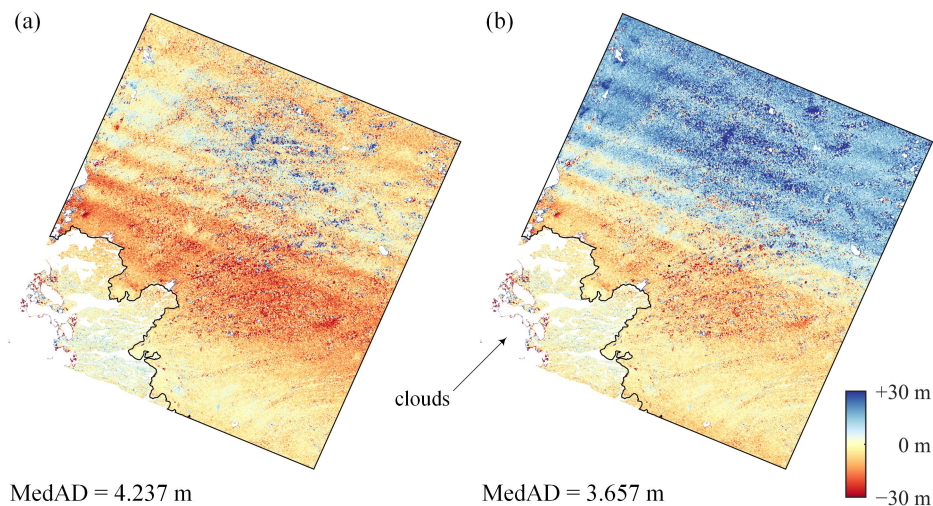 (a)
(b)
clouds
+30 m
0 m
−30 m
MedAD = 4.237 m
MedAD = 3.657 m